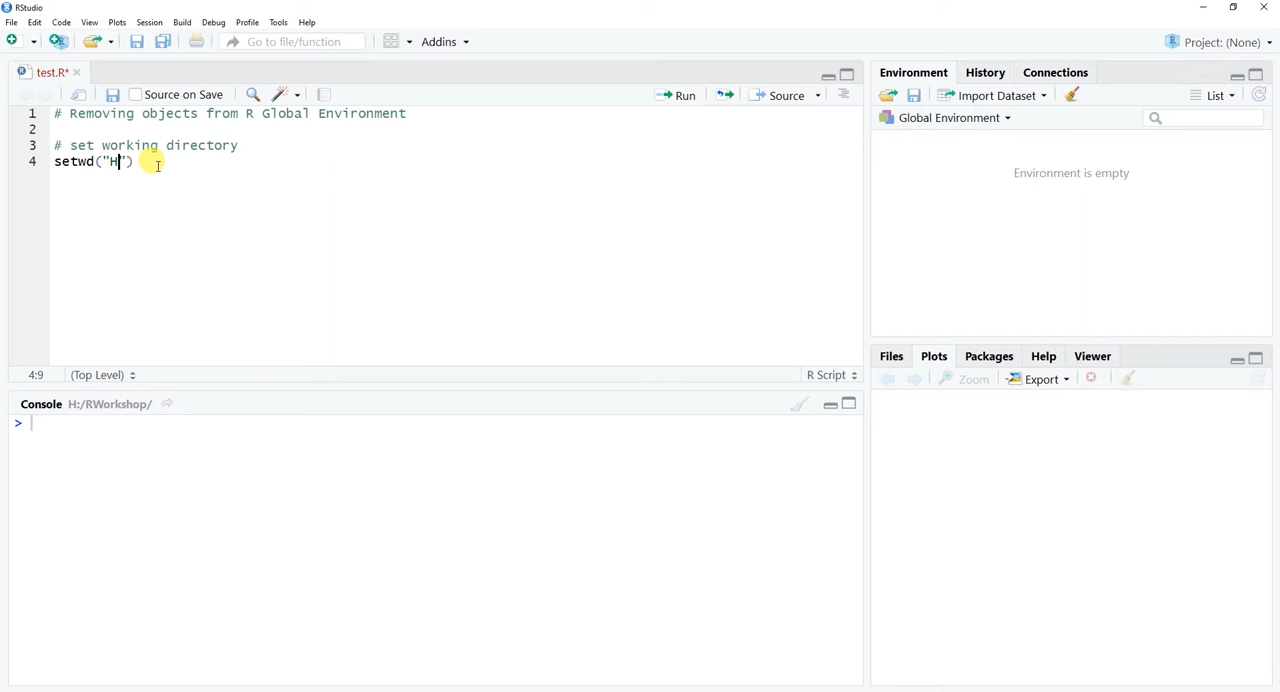 RStudio
File Edit Code View Plots Session Build Debug Profile Tools Help
Go to file/function Addins Project: (None)
test.R*
Source on Save Run Source
1 # Removing objects from R Global Environment
2
3 # set working directory
4 setwd("H")
4:9 (Top Level) R Script
Console H:/RWorkshop/
>
Environment History Connections
Import Dataset List
Global Environment
Environment is empty
Files Plots Packages Help Viewer
Zoom Export